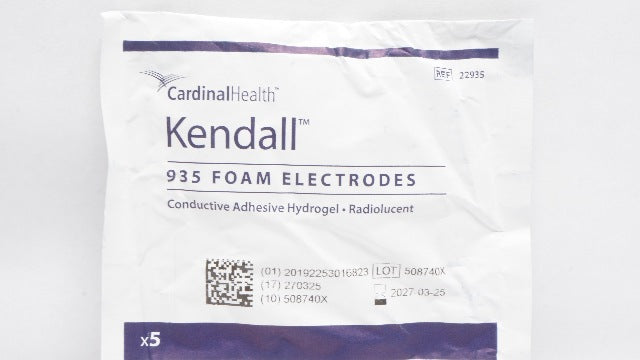 REF 22935
CardinalHealth™
Kendall™
935 FOAM ELECTRODES
Conductive Adhesive Hydrogel • Radiolucent
(01) 20192253016823 LOT 508740X
(17) 270325 2027-03-25
(10) 508740X
x5